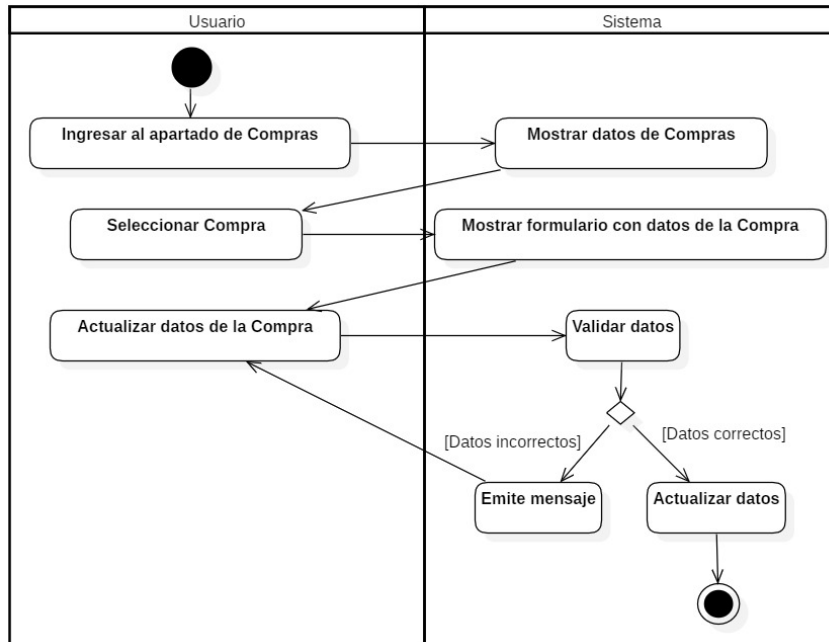 Usuario
Sistema
Ingresar al apartado de Compras
Mostrar datos de Compras
Seleccionar Compra
Mostrar formulario con datos de la Compra
Actualizar datos de la Compra
Validar datos
[Datos incorrectos]
[Datos correctos]
Emite mensaje
Actualizar datos